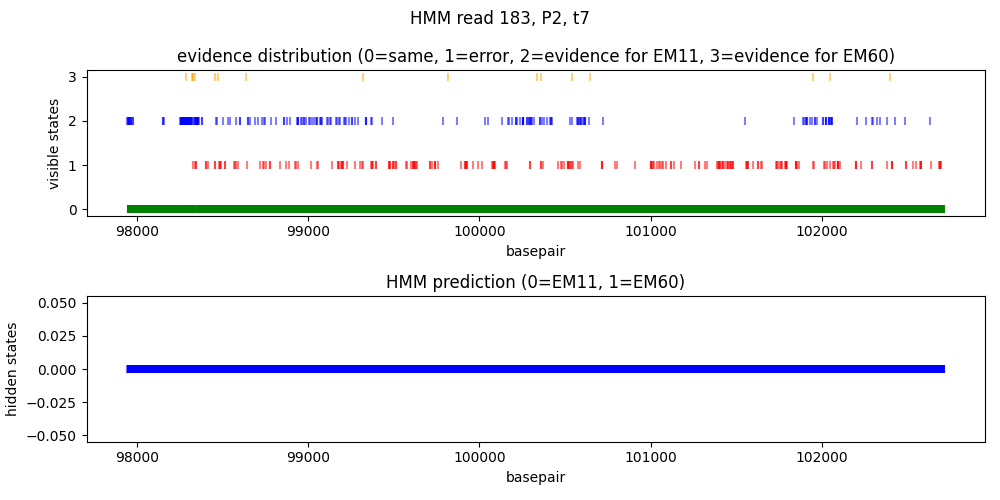 HMM read 183, P2, t7
evidence distribution (0=same, 1=error, 2=evidence for EM11, 3=evidence for EM60)
visible states
3
2
1
0
98000 99000 100000 101000 102000
basepair
HMM prediction (0=EM11, 1=EM60)
hidden states
0.050
0.025
0.000
−0.025
−0.050
98000 99000 100000 101000 102000
basepair